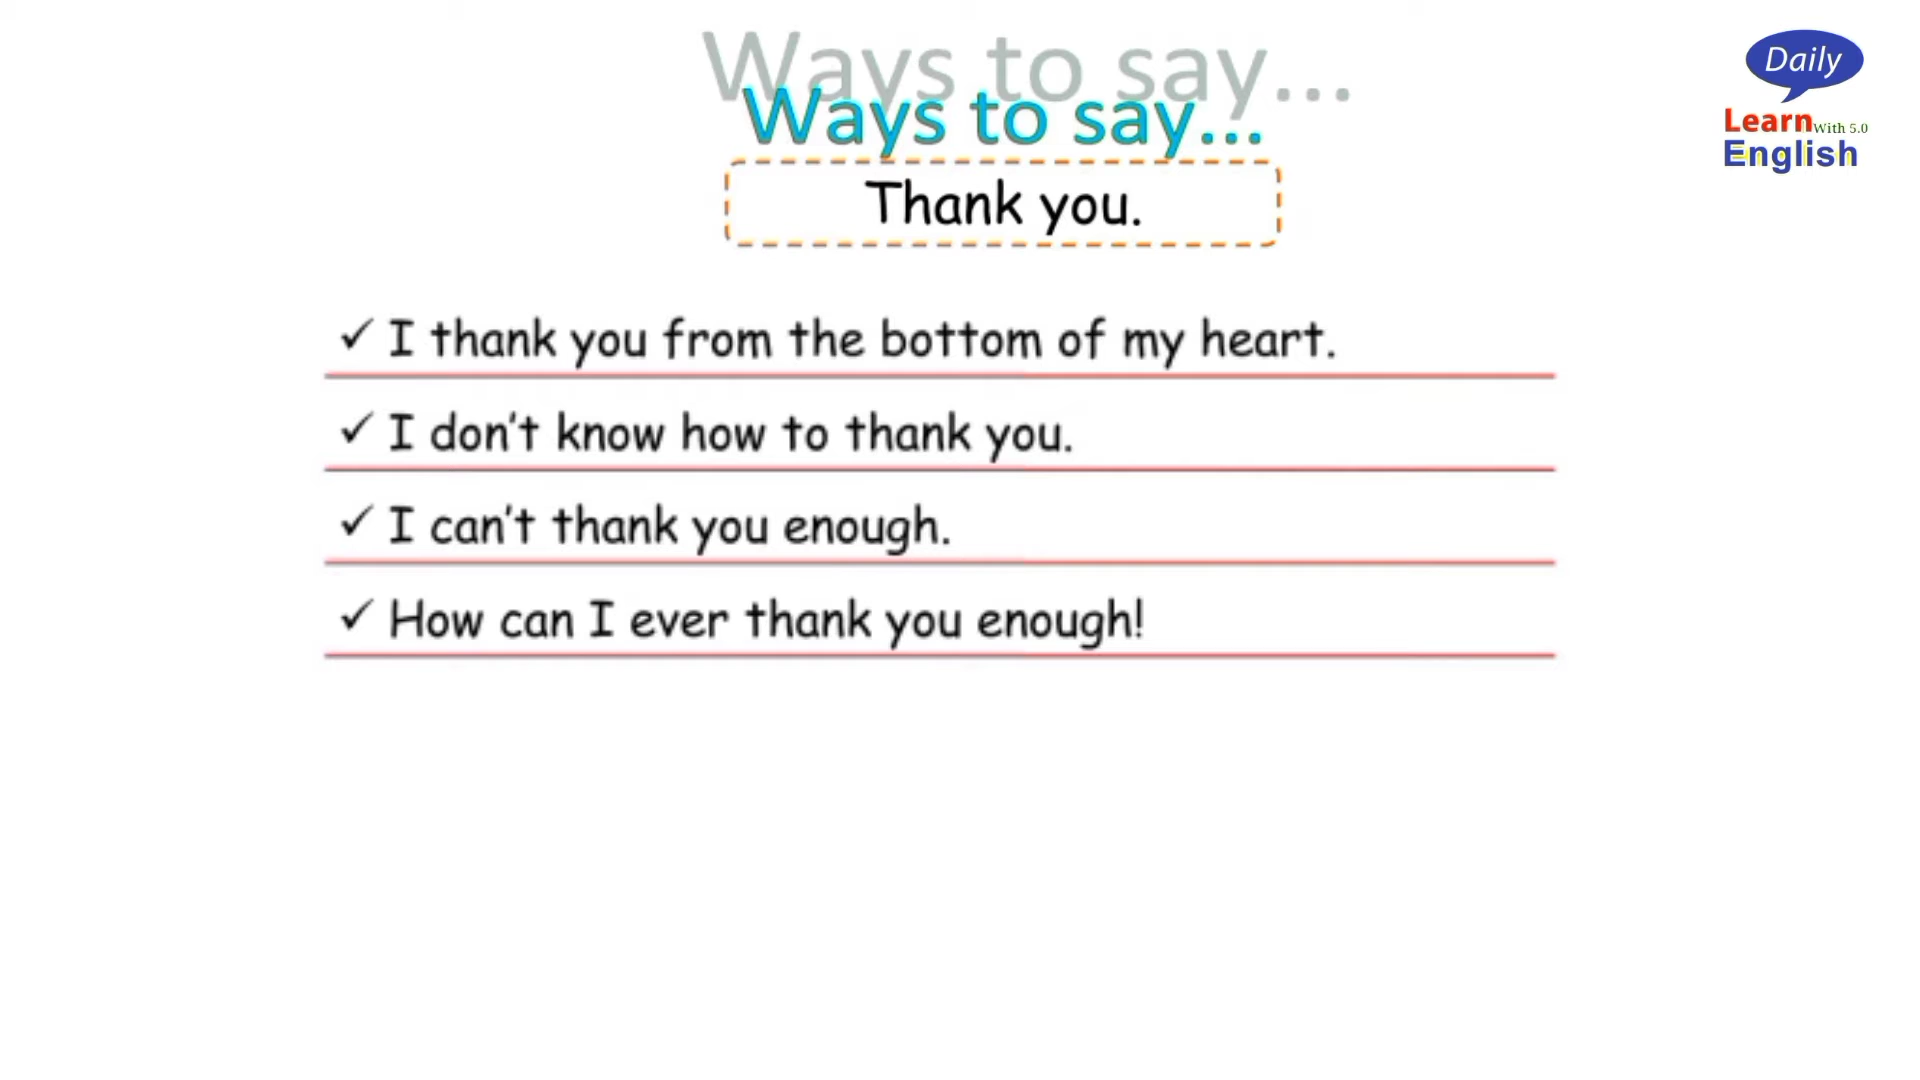 Ways to say...
Ways to say...
Thank you.
✓ I thank you from the bottom of my heart.
✓ I don't know how to thank you.
✓ I can't thank you enough.
✓ How can I ever thank you enough!
Daily
Learn With 5.0
English